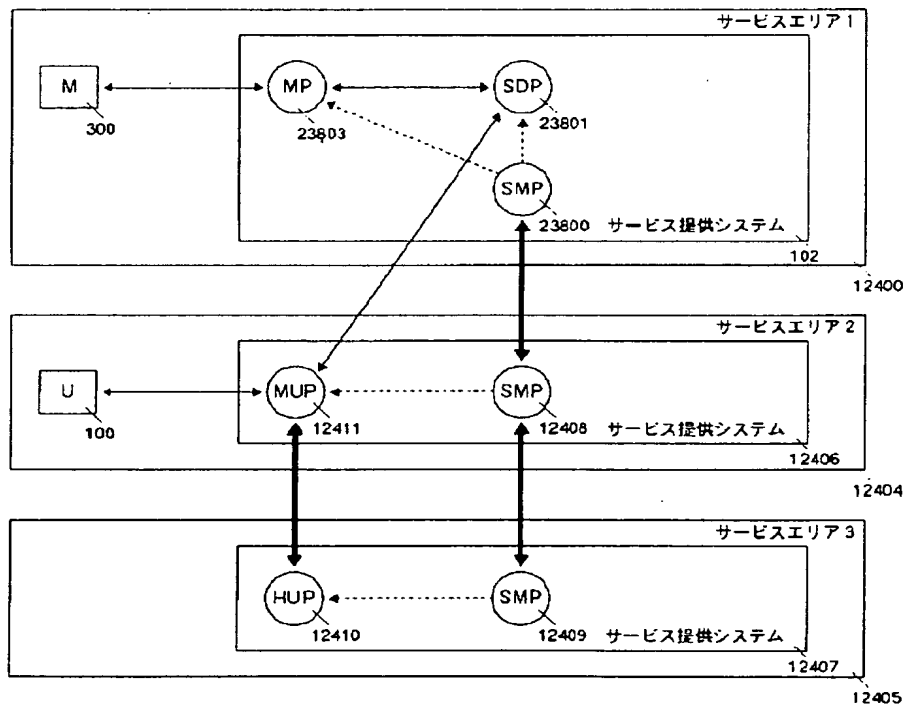 サービスエリア1
M
300
MP
23803
SDP
23801
SMP
23800
サービス提供システム
102
12400
サービスエリア2
U
100
MUP
12411
SMP
12408
サービス提供システム
12406
12404
サービスエリア3
HUP
12410
SMP
12409
サービス提供システム
12407
12405